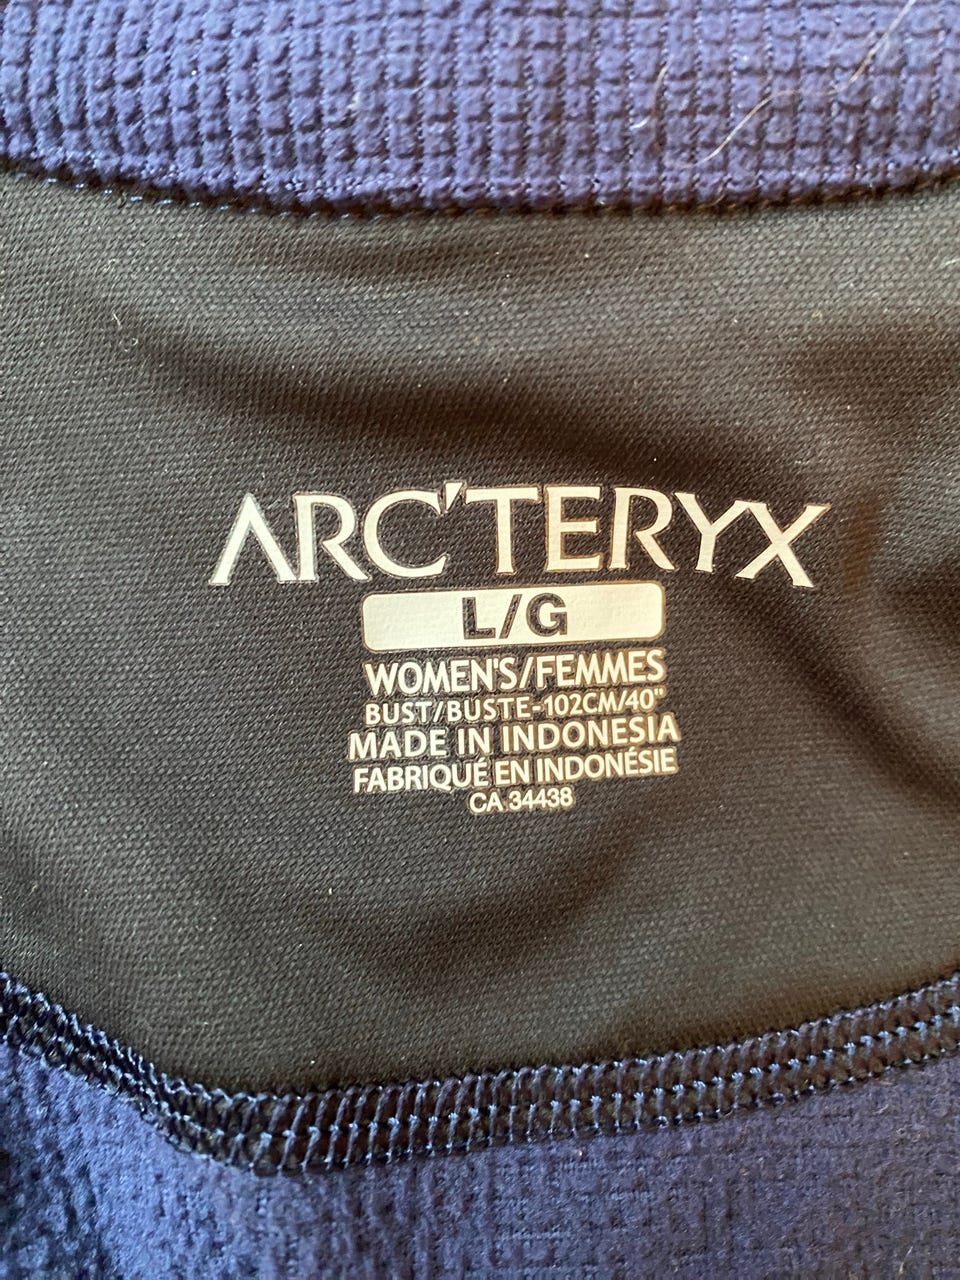 ARC'TERYX
L/G
WOMEN'S/FEMMES
BUST/BUSTE-102CM/40"
MADE IN INDONESIA
FABRIQUÉ EN INDONÉSIE
CA 34438